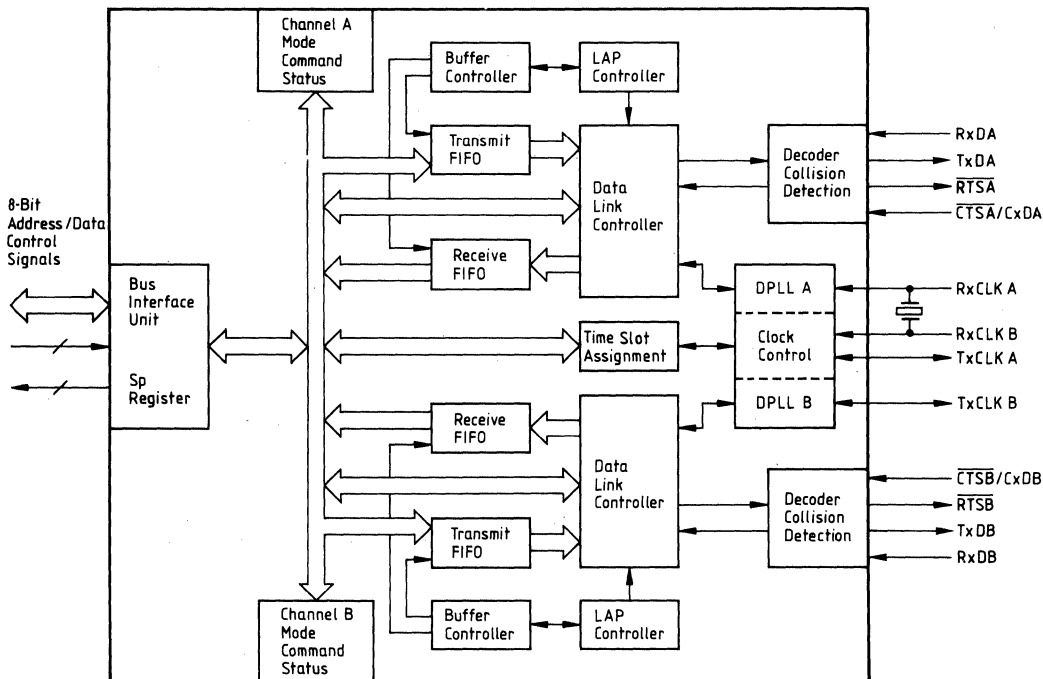 Channel A
Mode
Command
Status
Buffer
Controller
LAP
Controller
Transmit
FIFO
Data
Link
Controller
Decoder
Collision
Detection
RxDA
TxDA
RTSA
CTSA/CxDA
8-Bit
Address/Data
Control
Signals
Receive
FIFO
Bus
Interface
Unit
Sp
Register
DPLL A
Clock
Control
DPLL B
RxCLK A
RxCLK B
TxCLK A
TxCLK B
Time Slot
Assignment
Receive
FIFO
Data
Link
Controller
Decoder
Collision
Detection
CTSB/CxDB
RTSB
TxDB
RxDB
Transmit
FIFO
Channel B
Mode
Command
Status
Buffer
Controller
LAP
Controller